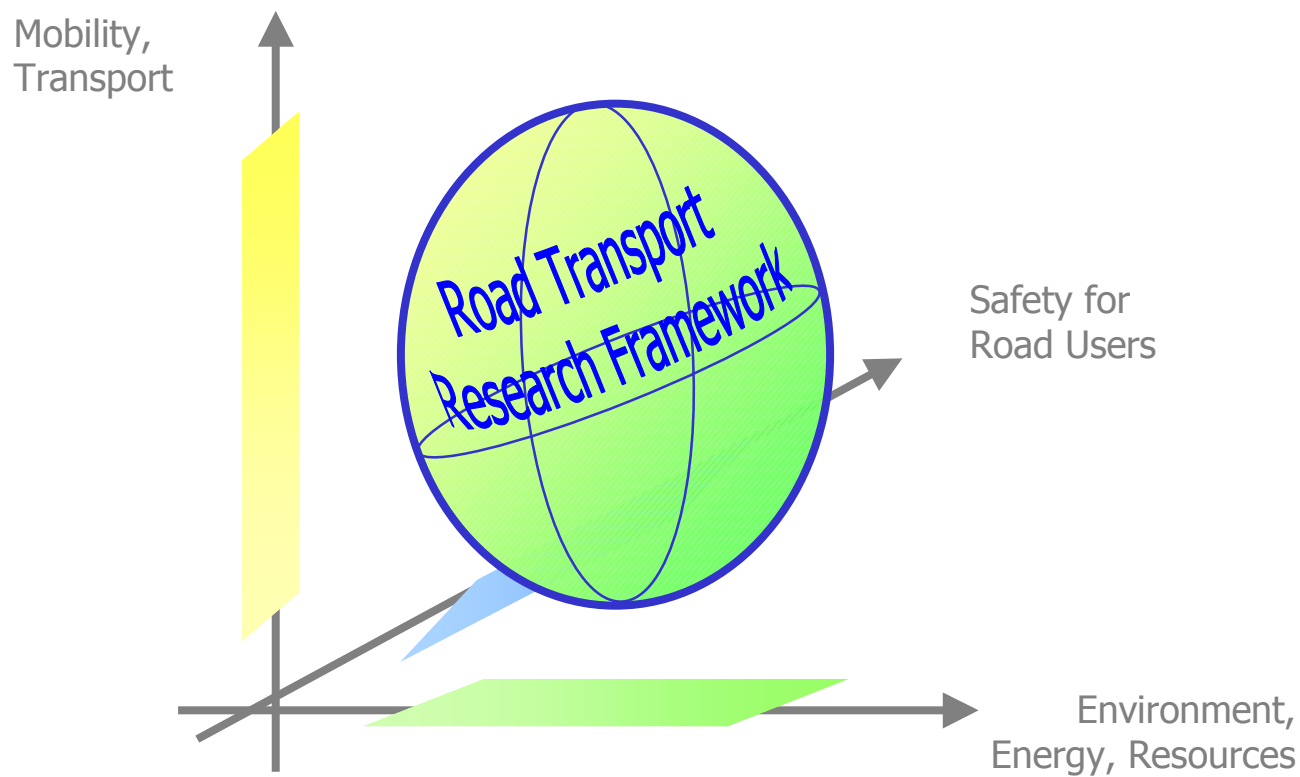 Mobility,
Transport
Road Transport
Research Framework
Safety for
Road Users
Environment,
Energy, Resources